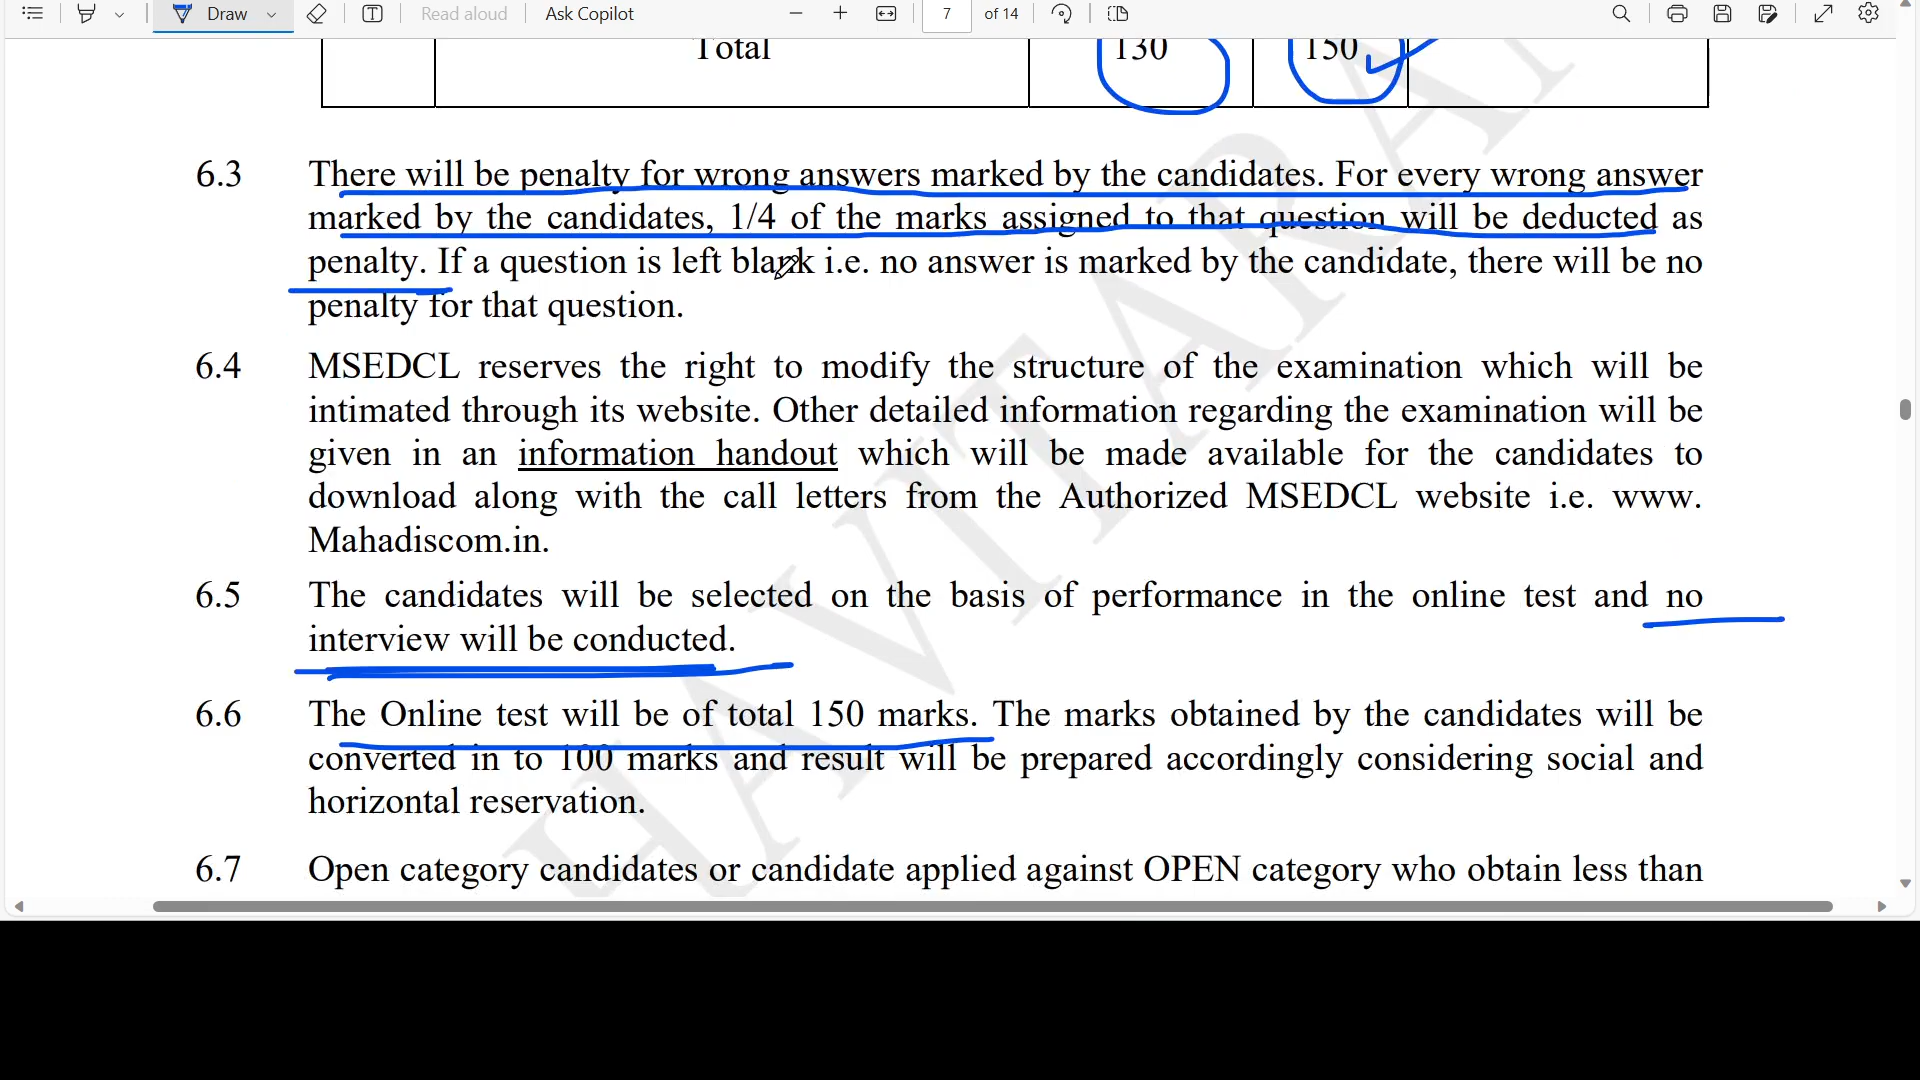 Draw Read aloud Ask Copilot 7 of 14
Total 130 150
6.3 There will be penalty for wrong answers marked by the candidates. For every wrong answer
marked by the candidates, 1/4 of the marks assigned to that question will be deducted as
penalty. If a question is left blank i.e. no answer is marked by the candidate, there will be no
penalty for that question.
6.4 MSEDCL reserves the right to modify the structure of the examination which will be
intimated through its website. Other detailed information regarding the examination will be
given in an information handout which will be made available for the candidates to
download along with the call letters from the Authorized MSEDCL website i.e. www.
Mahadiscom.in.
6.5 The candidates will be selected on the basis of performance in the online test and no
interview will be conducted.
6.6 The Online test will be of total 150 marks. The marks obtained by the candidates will be
converted in to 100 marks and result will be prepared accordingly considering social and
horizontal reservation.
6.7 Open category candidates or candidate applied against OPEN category who obtain less than